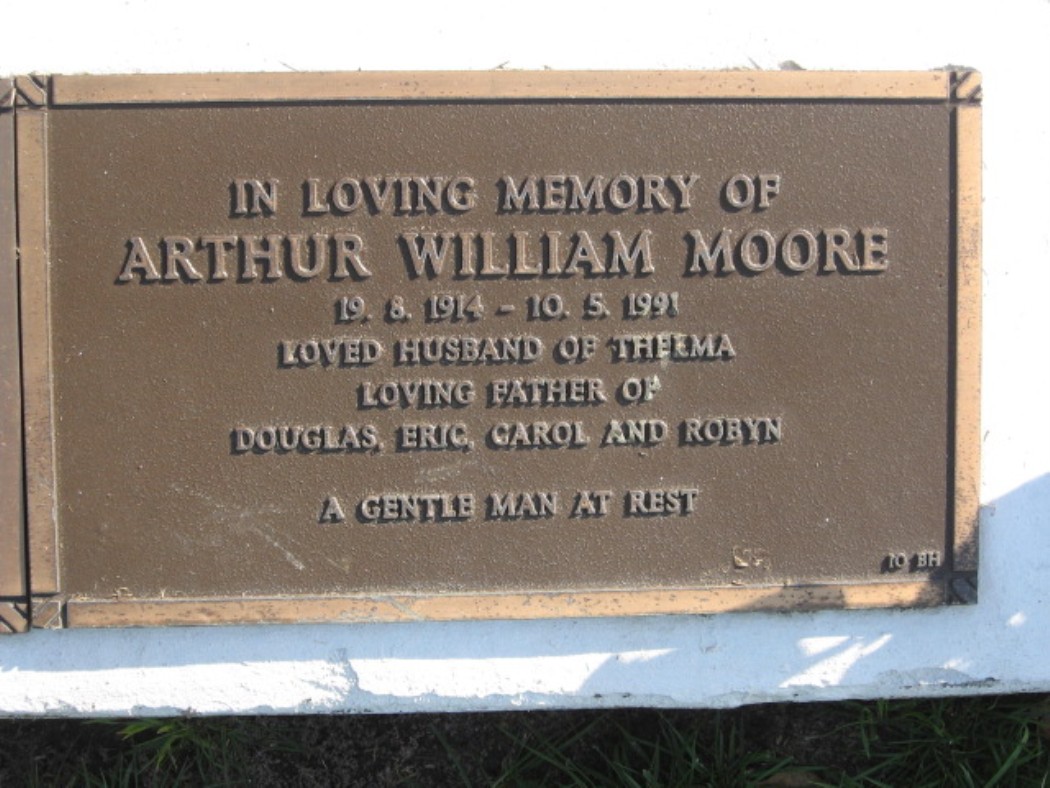 IN LOVING MEMORY OF
ARTHUR WILLIAM MOORE
19. 8. 1914 – 10. 5. 1991
LOVED HUSBAND OF THELMA
LOVING FATHER OF
DOUGLAS, ERIC, CAROL AND ROBYN
A GENTLE MAN AT REST
10 BH